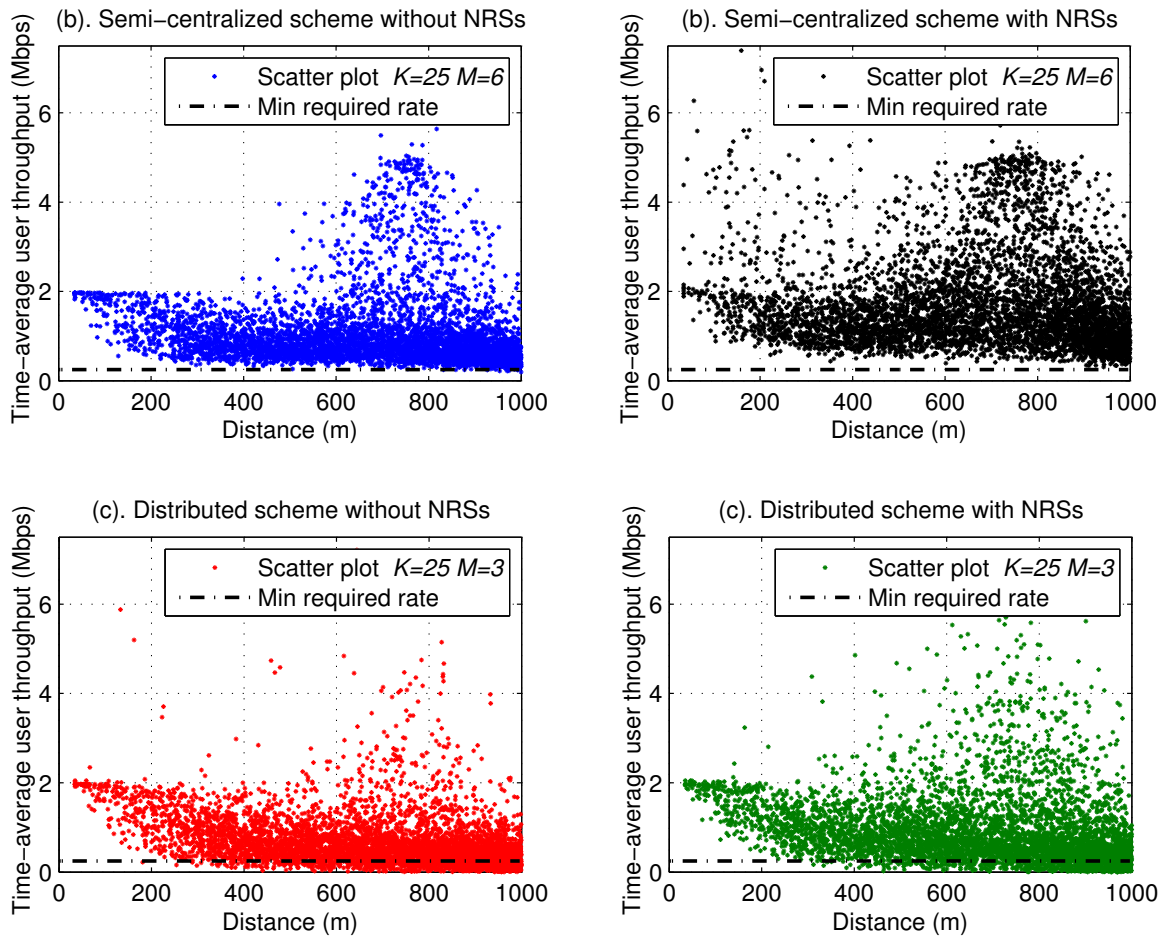 (b). Semi−centralized scheme without NRSs
Time−average user throughput (Mbps)
6
4
2
0
Scatter plot K=25 M=6
Min required rate
0 200 400 600 800 1000
Distance (m)
(b). Semi−centralized scheme with NRSs
Time−average user throughput (Mbps)
6
4
2
0
Scatter plot K=25 M=6
Min required rate
0 200 400 600 800 1000
Distance (m)
(c). Distributed scheme without NRSs
Time−average user throughput (Mbps)
6
4
2
0
Scatter plot K=25 M=3
Min required rate
0 200 400 600 800 1000
Distance (m)
(c). Distributed scheme with NRSs
Time−average user throughput (Mbps)
6
4
2
0
Scatter plot K=25 M=3
Min required rate
0 200 400 600 800 1000
Distance (m)